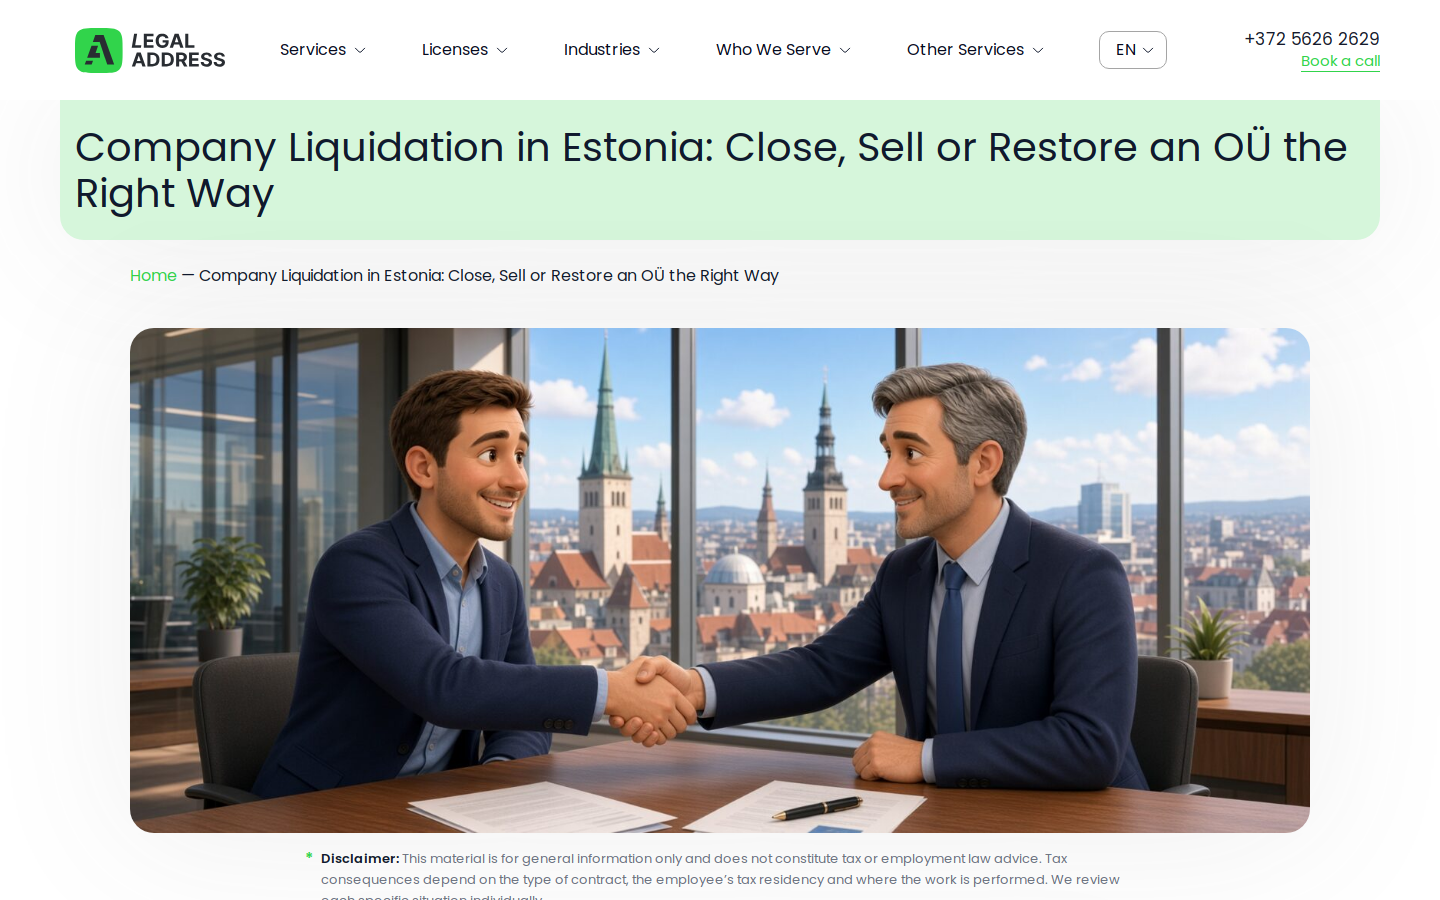 LEGAL
ADDRESS
Services
Licenses
Industries
Who We Serve
Other Services
EN
+372 5626 2629
Book a call
Company Liquidation in Estonia: Close, Sell or Restore an OÜ the
Right Way
Home — Company Liquidation in Estonia: Close, Sell or Restore an OÜ the Right Way
* Disclaimer: This material is for general information only and does not constitute tax or employment law advice. Tax
consequences depend on the type of contract, the employee's tax residency and where the work is performed. We review
each specific situation individually.